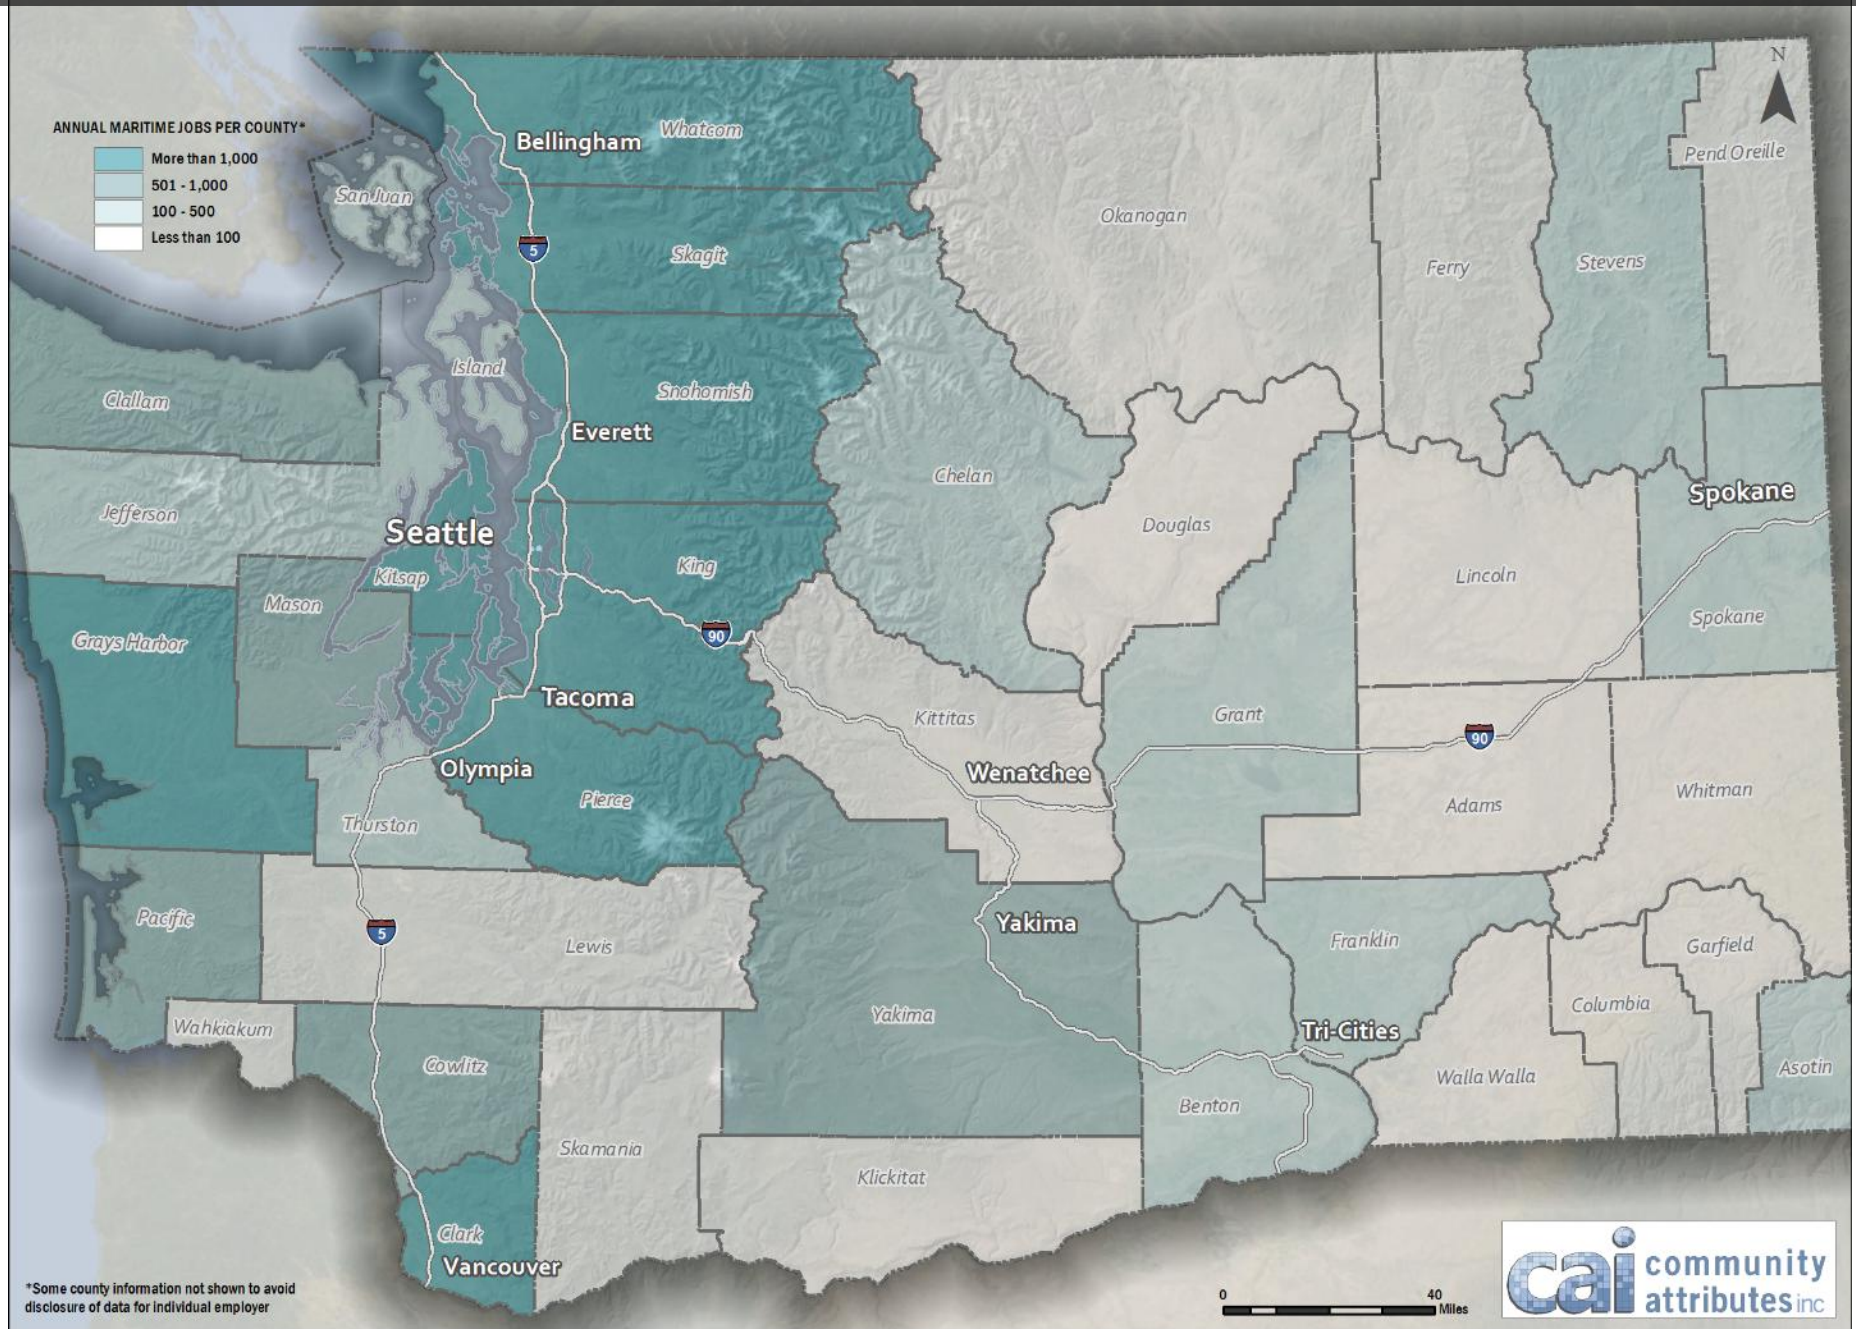 N
ANNUAL MARITIME JOBS PER COUNTY*
More than 1,000
501 - 1,000
100 - 500
Less than 100
Bellingham
Whatcom
San Juan
Okanogan
Pend Oreille
5
Skagit
Ferry
Stevens
Island
Clallam
Snohomish
Everett
Chelan
Spokane
Jefferson
Douglas
Seattle
King
Kitsap
Lincoln
Mason
Spokane
90
Grays Harbor
Tacoma
Kittitas
Grant
90
Olympia
Wenatchee
Pierce
Adams
Whitman
Thurston
Pacific
5
Lewis
Yakima
Franklin
Garfield
Columbia
Wahkiakum
Yakima
Tri-Cities
Cowlitz
Walla Walla
Asotin
Benton
Skamania
Klickitat
Clark
Vancouver
*Some county information not shown to avoid
disclosure of data for individual employer
0 40
Miles
cai community
attributes inc